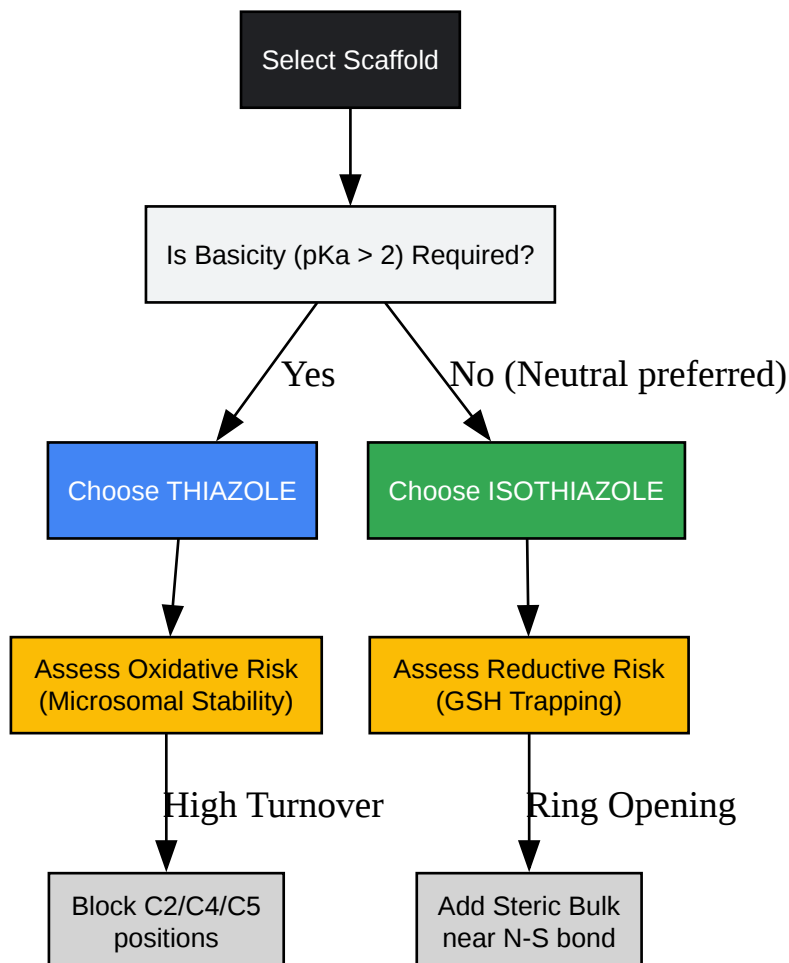 Select Scaffold
Is Basicity (pKa > 2) Required?
Yes
No (Neutral preferred)
Choose THIAZOLE
Choose ISOTHIAZOLE
Assess Oxidative Risk
(Microsomal Stability)
Assess Reductive Risk
(GSH Trapping)
High Turnover
Ring Opening
Block C2/C4/C5
positions
Add Steric Bulk
near N-S bond